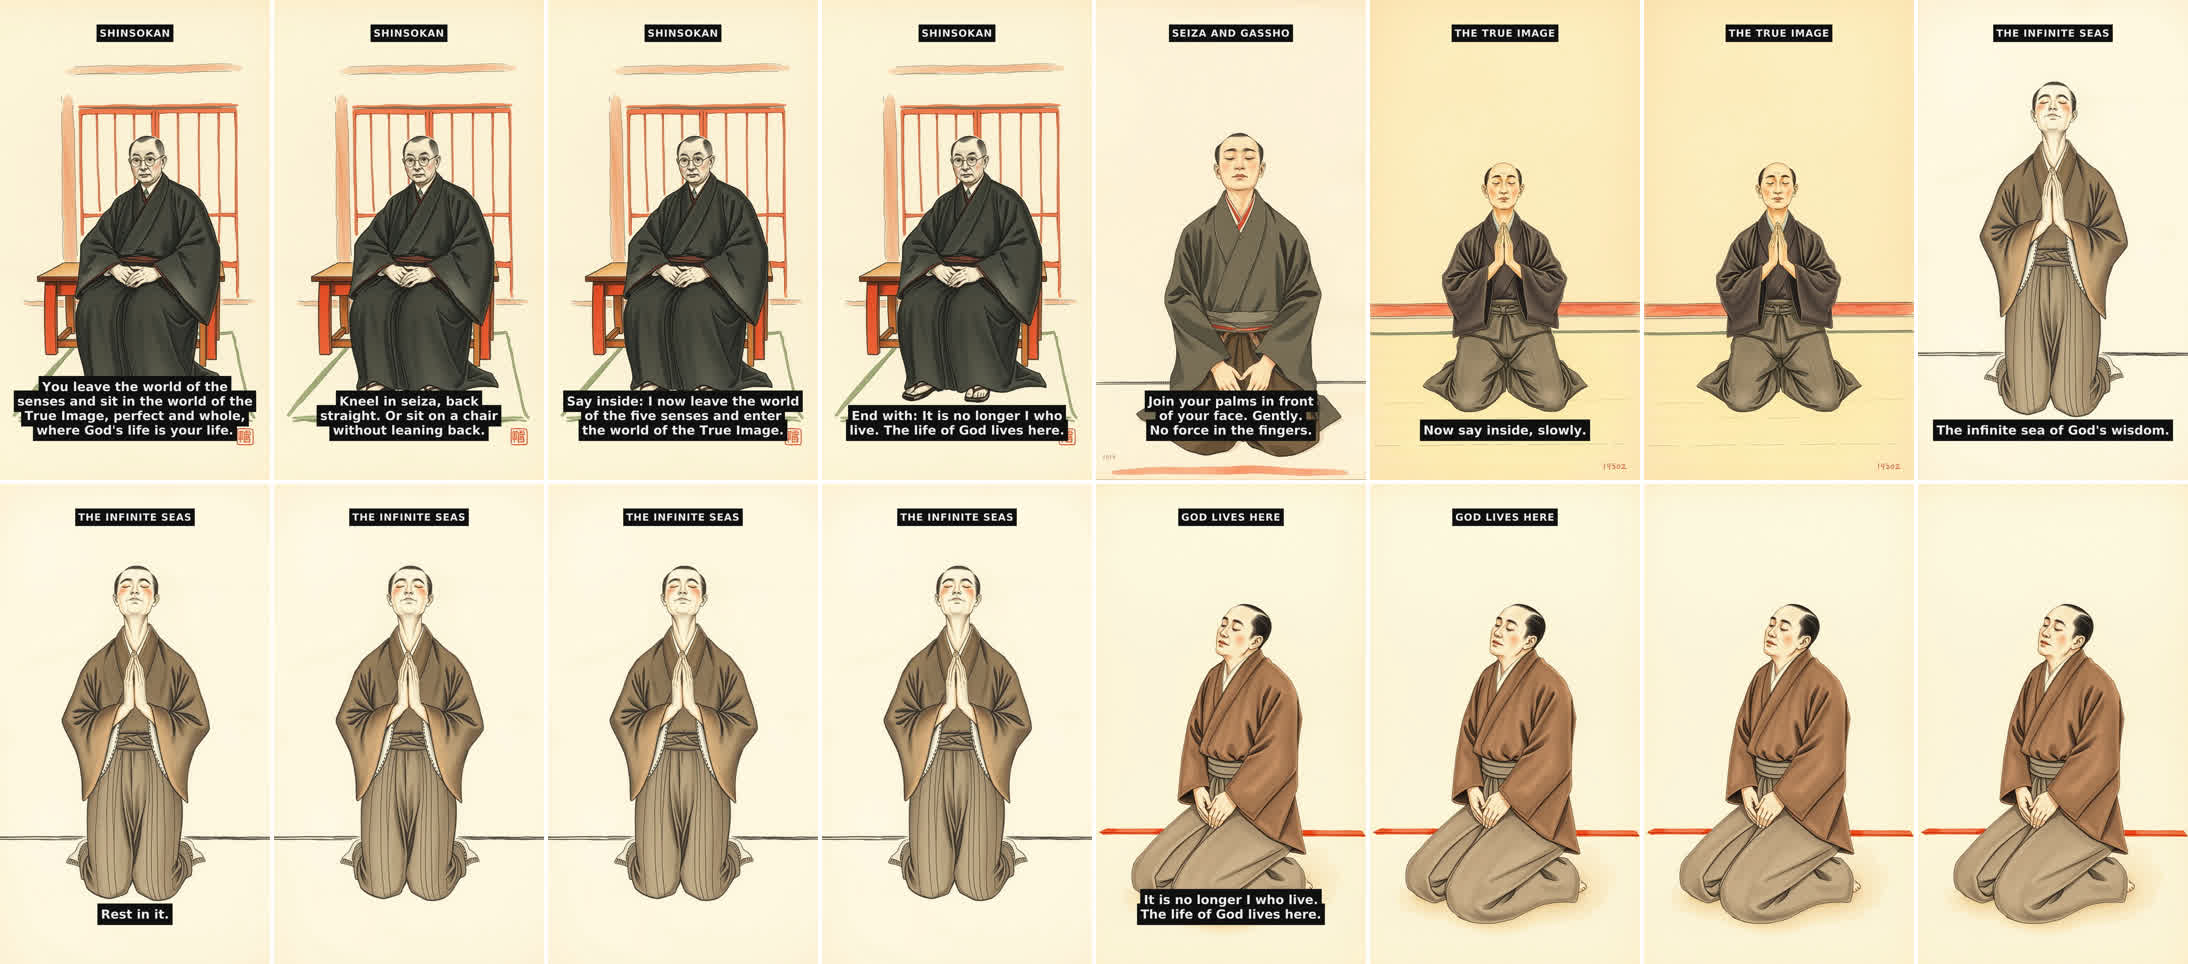 SHINSOKAN
You leave the world of the
senses and sit in the world of the
True Image, perfect and whole,
where God's life is your life.
SHINSOKAN
Kneel in seiza, back
straight. Or sit on a chair
without leaning back.
SHINSOKAN
Say inside: I now leave the world
of the five senses and enter
the world of the True Image.
SHINSOKAN
End with: It is no longer I who
live. The life of God lives here.
SEIZA AND GASSHO
Join your palms in front
of your face. Gently.
No force in the fingers.
THE TRUE IMAGE
Now say inside, slowly.
19302
THE TRUE IMAGE
19302
THE INFINITE SEAS
The infinite sea of God's wisdom.
THE INFINITE SEAS
Rest in it.
THE INFINITE SEAS
THE INFINITE SEAS
THE INFINITE SEAS
GOD LIVES HERE
It is no longer I who live.
The life of God lives here.
GOD LIVES HERE